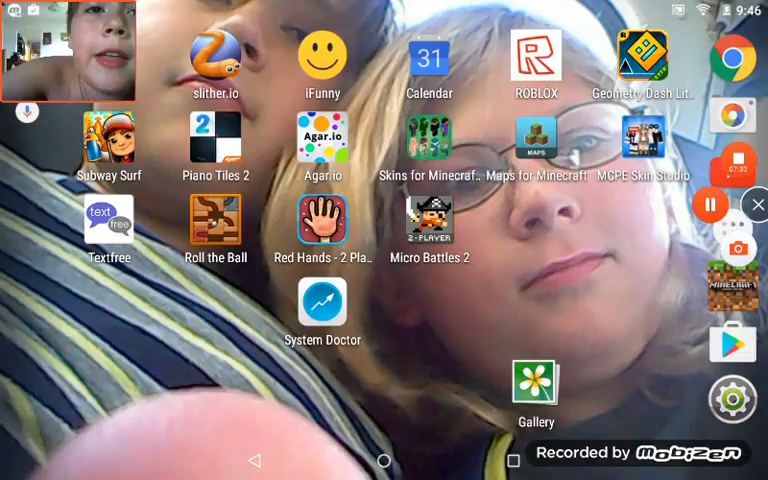 9:46
31
slither.io
iFunny
Calendar
ROBLOX
Geometry Dash Lit..
2
Agar.io
MAPS
Subway Surf
Piano Tiles 2
Agar.io
Skins for Minecraf..
Maps for Minecraft
MCPE Skin Studio
07:33
text
free
2-PLAYER
Textfree
Roll the Ball
Red Hands - 2 Pla..
Micro Battles 2
MINECRAFT
System Doctor
Gallery
Recorded by Mobizen